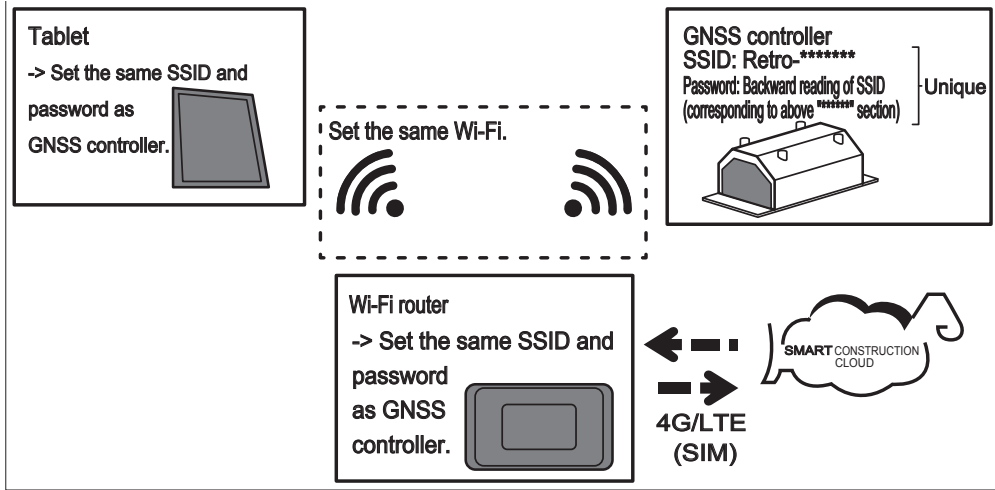 Tablet
-> Set the same SSID and
password as
GNSS controller.
Set the same Wi-Fi.
GNSS controller
SSID: Retro-*******
Password: Backward reading of SSID
(corresponding to above "******" section)
Unique
Wi-Fi router
-> Set the same SSID and
password
as GNSS
controller.
4G/LTE
(SIM)
SMART CONSTRUCTION
CLOUD